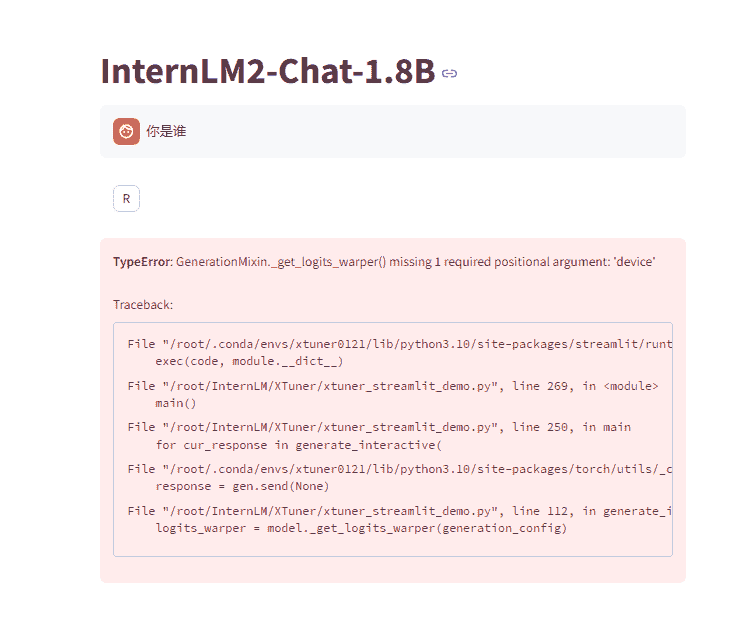 InternLM2-Chat-1.8B
你是谁
R
TypeError: GenerationMixin._get_logits_warper() missing 1 required positional argument: 'device'
Traceback:
File "/root/.conda/envs/xtuner0121/lib/python3.10/site-packages/streamlit/runt
exec(code, module.__dict__)
File "/root/InternLM/XTuner/xtuner_streamlit_demo.py", line 269, in <module>
main()
File "/root/InternLM/XTuner/xtuner_streamlit_demo.py", line 250, in main
for cur_response in generate_interactive(
File "/root/.conda/envs/xtuner0121/lib/python3.10/site-packages/torch/utils/_c
response = gen.send(None)
File "/root/InternLM/XTuner/xtuner_streamlit_demo.py", line 112, in generate_i
logits_warper = model._get_logits_warper(generation_config)